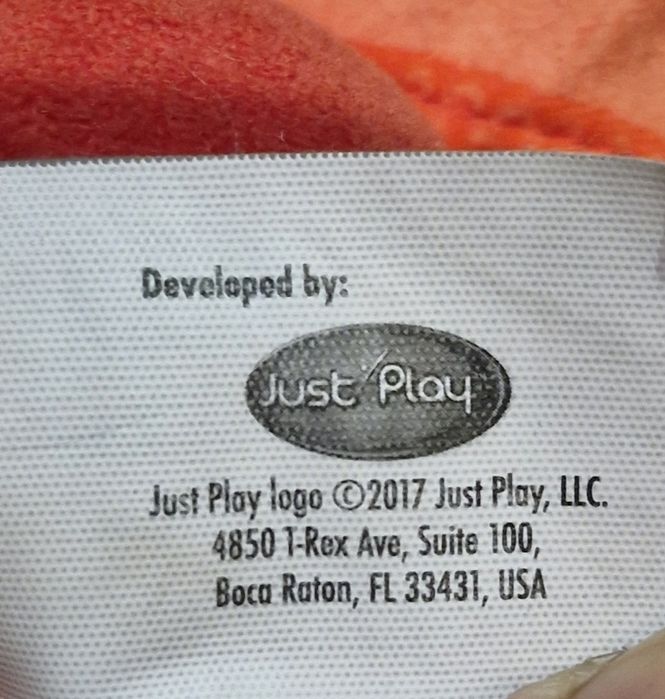 Developed by:
Just Play
Just Play logo ©2017 Just Play, LLC.
4850 T-Rex Ave, Suite 100,
Boca Raton, FL 33431, USA